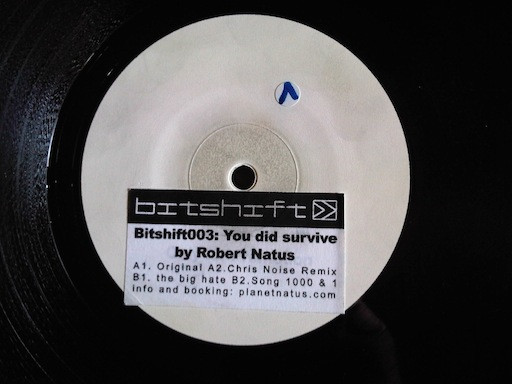 bitshift
Bitshift003: You did survive
by Robert Natus
A1. Original A2.Chris Noise Remix
B1. the big hate B2.Song 1000 & 1
info and booking: planetnatus.com